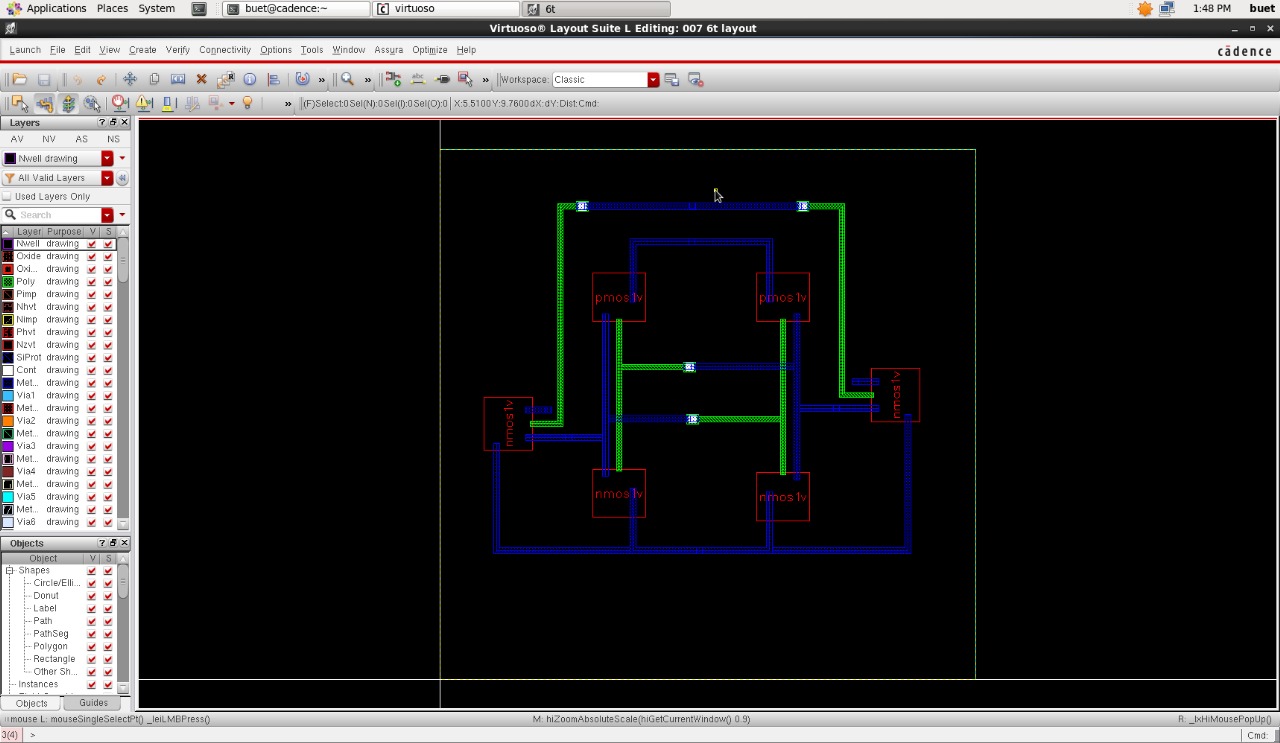 Applications Places System buet@cadence:~ virtuoso 6t 1:48 PM buet
Virtuoso® Layout Suite L Editing: 007 6t layout
Launch File Edit View Create Verify Connectivity Options Tools Window Assura Optimize Help cādence
» » » Workspace: Classic
» (F)Select:0 Sel(N):0 Sel(I):0 Sel(O):0 X:5.5100 Y:9.7600 dX: dY: Dist: Cmd:
Layers
AV NV AS NS
Nwell drawing
All Valid Layers
Used Layers Only
Search
Layer Purpose V S
Nwell drawing
Oxide drawing
Oxi... drawing
Poly drawing
Pimp drawing
Nhvt drawing
Nimp drawing
Phvt drawing
Nzvt drawing
SiProt drawing
Cont drawing
Met... drawing
Via1 drawing
Met... drawing
Via2 drawing
Met... drawing
Via3 drawing
Met... drawing
Via4 drawing
Met... drawing
Via5 drawing
Met... drawing
Via6 drawing
Objects
Object V S
Shapes
Circle/Elli...
Donut
Label
Path
PathSeg
Polygon
Rectangle
Other Sh...
Instances
Objects Guides
pmos1v pmos1v
nmos1v nmos1v
nmos1v nmos1v
mouse L: mouseSingleSelectPt() _leiLMBPress() M: hiZoomAbsoluteScale(hiGetCurrentWindow() 0.9) R: _lxHiMousePopUp()
3(4) > Cmd: